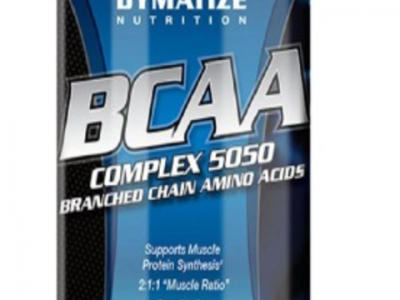 DYMATIZE
NUTRITION
BCAA
COMPLEX 5050
BRANCHED CHAIN AMINO ACIDS
Supports Muscle
Protein Synthesis†
2:1:1 "Muscle Ratio"